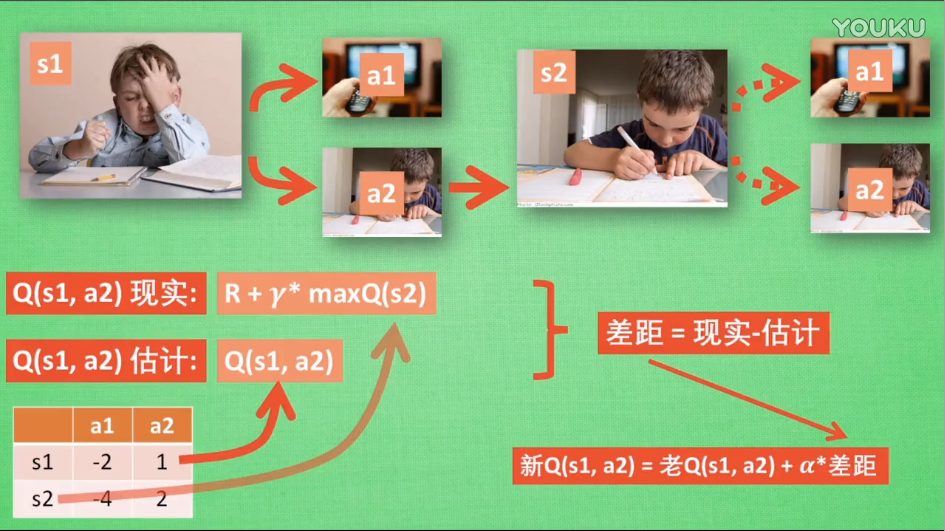 YOUKU
s1
a1
s2
a1
a2
a2
Q(s1, a2) 现实: R + γ* maxQ(s2)
差距 = 现实-估计
Q(s1, a2) 估计: Q(s1, a2)
a1 a2
s1 -2 1
s2 -4 2
新Q(s1, a2) = 老Q(s1, a2) + α*差距